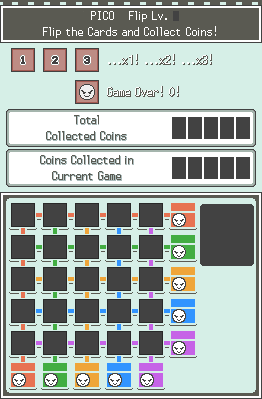 PICO Flip Lv.
Flip the Cards and Collect Coins!
1 2 3 ...x1! ...x2! ...x3!
Game Over! 0!
Total
Collected Coins
Coins Collected in
Current Game